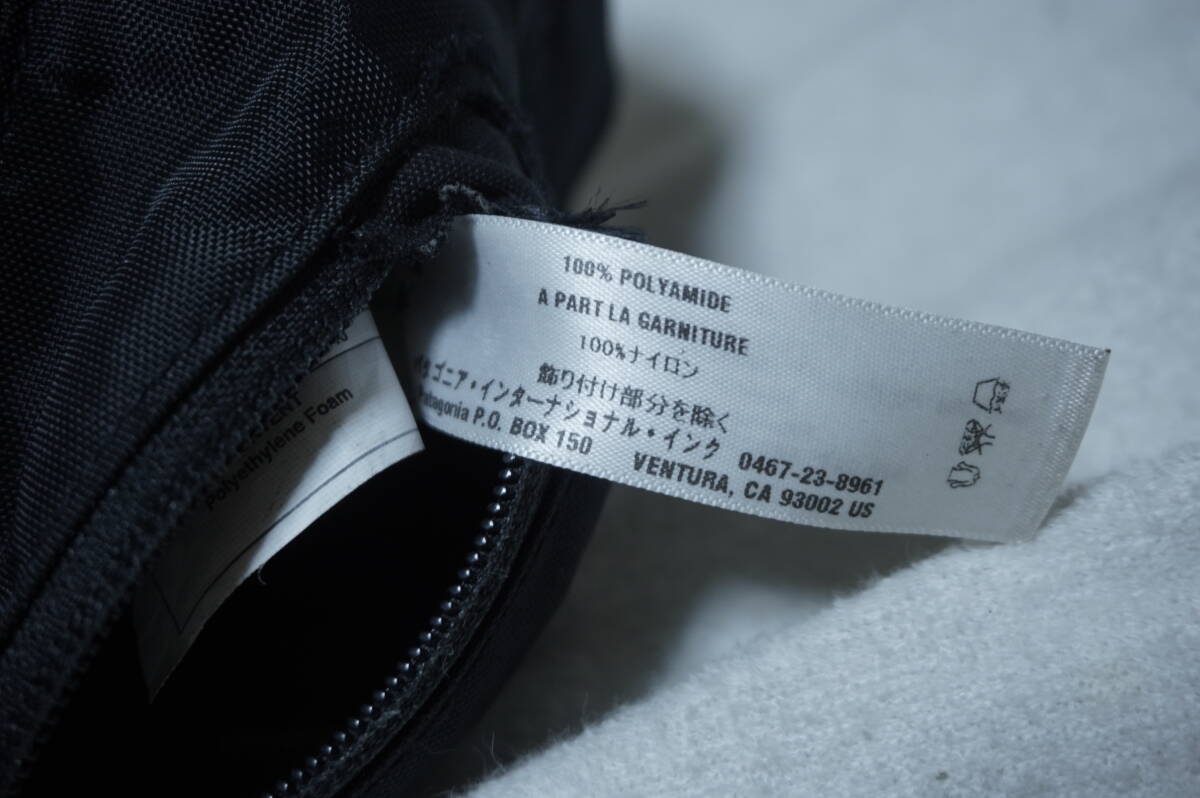 100% POLYAMIDE
A PART LA GARNITURE
100%ナイロン
飾り付け部分を除く
パタゴニア・インターナショナル・インク 0467-23-8961
Patagonia P.O. BOX 150 VENTURA, CA 93002 US
Polyethylene Foam